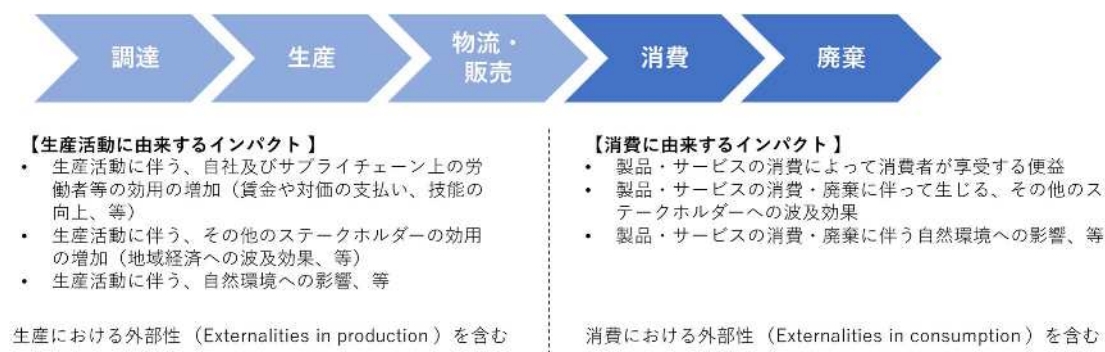 調達
生産
物流・
販売
消費
廃棄
【生産活動に由来するインパクト】
• 生産活動に伴う、自社及びサプライチェーン上の労
働者等の効用の増加（賃金や対価の支払い、技能の
向上、等）
• 生産活動に伴う、その他のステークホルダーの効用
の増加（地域経済への波及効果、等）
• 生産活動に伴う、自然環境への影響、等
生産における外部性（Externalities in production）を含む
【消費に由来するインパクト】
• 製品・サービスの消費によって消費者が享受する便益
• 製品・サービスの消費・廃棄に伴って生じる、その他のス
テークホルダーへの波及効果
• 製品・サービスの消費・廃棄に伴う自然環境への影響、等
消費における外部性（Externalities in consumption）を含む